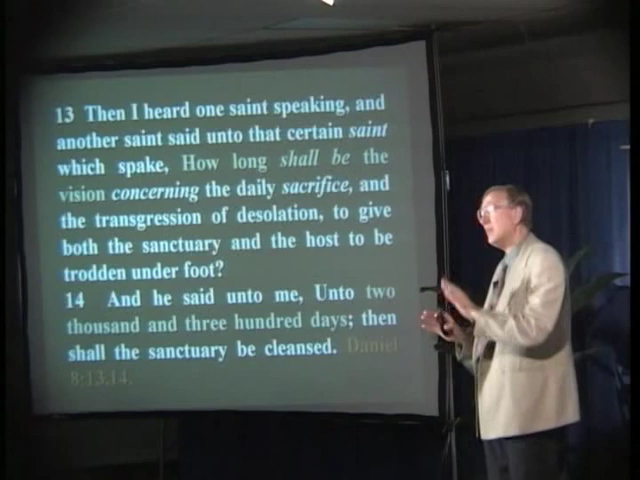 13 Then I heard one saint speaking, and
another saint said unto that certain saint
which spake, How long shall be the
vision concerning the daily sacrifice, and
the transgression of desolation, to give
both the sanctuary and the host to be
trodden under foot?
14 And he said unto me, Unto two
thousand and three hundred days; then
shall the sanctuary be cleansed. Daniel
8:13,14.